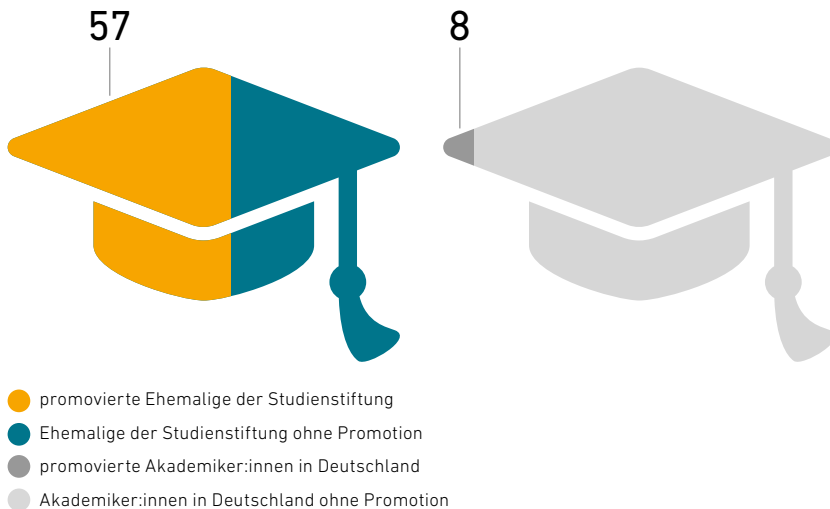 57
8
promovierte Ehemalige der Studienstiftung
Ehemalige der Studienstiftung ohne Promotion
promovierte Akademiker:innen in Deutschland
Akademiker:innen in Deutschland ohne Promotion